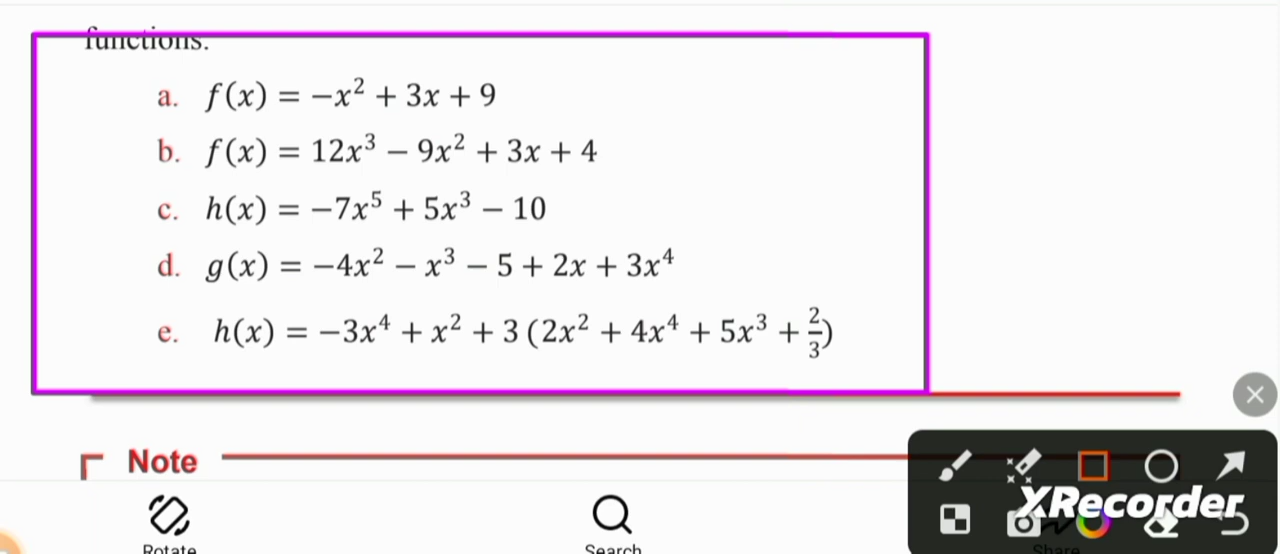 functions.
a. f(x) = −x² + 3x + 9
b. f(x) = 12x³ − 9x² + 3x + 4
c. h(x) = −7x⁵ + 5x³ − 10
d. g(x) = −4x² − x³ − 5 + 2x + 3x⁴
e. h(x) = −3x⁴ + x² + 3 (2x² + 4x⁴ + 5x³ + 2/3)
Note
XRecorder
Rotate
Search
Share